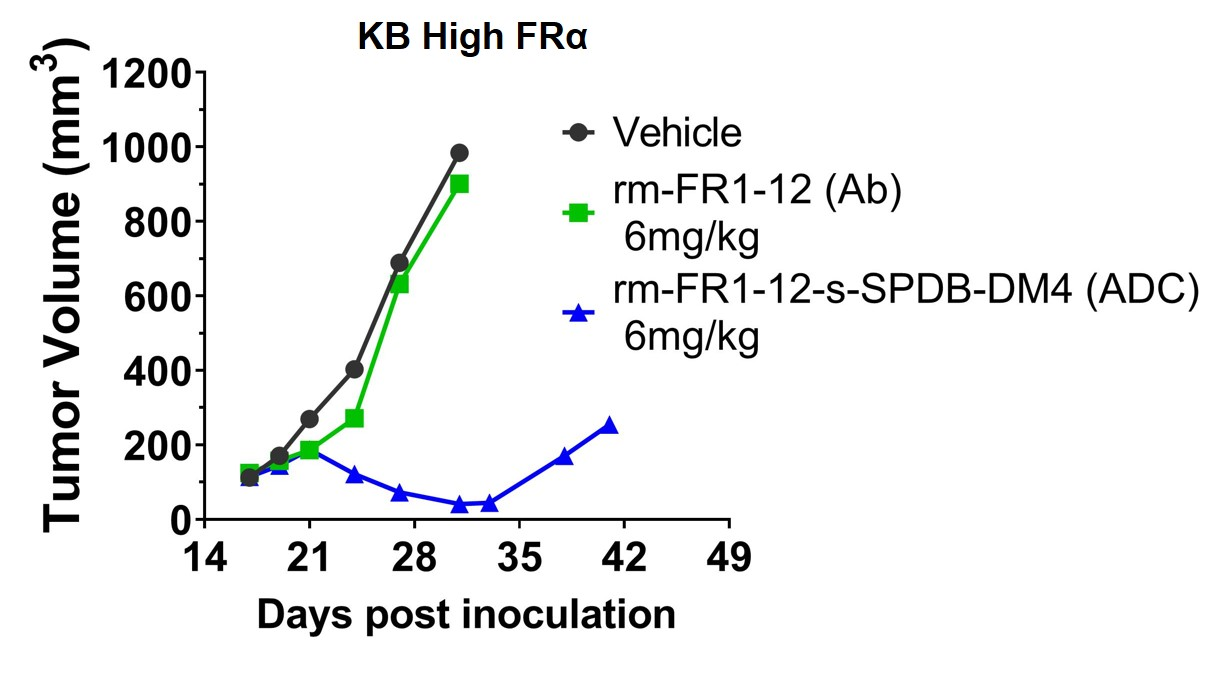 KB High FRα
Tumor Volume (mm³)
1200
1000
800
600
400
200
0
14 21 28 35 42 49
Days post inoculation
Vehicle
rm-FR1-12 (Ab)
6mg/kg
rm-FR1-12-s-SPDB-DM4 (ADC)
6mg/kg